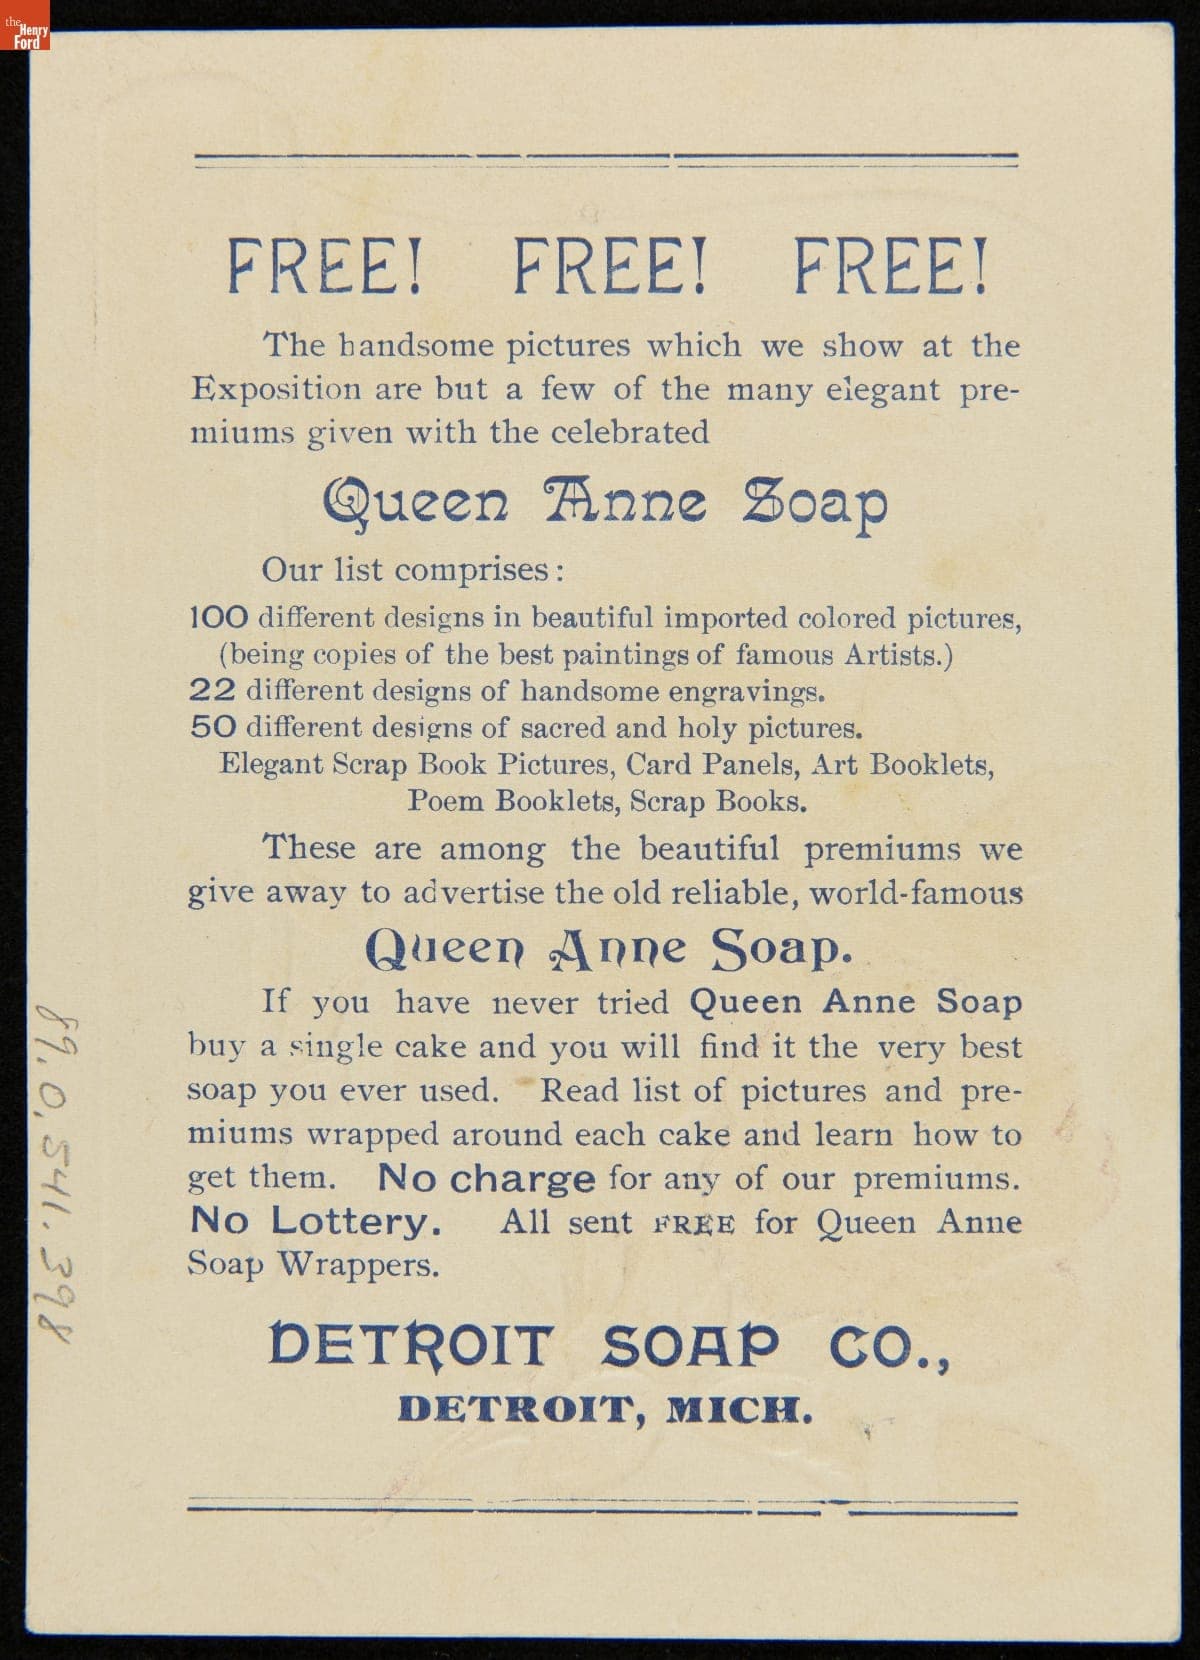 the
Henry
Ford
FREE! FREE! FREE!
The handsome pictures which we show at the
Exposition are but a few of the many elegant pre-
miums given with the celebrated
Queen Anne Soap
Our list comprises:
100 different designs in beautiful imported colored pictures,
(being copies of the best paintings of famous Artists.)
22 different designs of handsome engravings.
50 different designs of sacred and holy pictures.
Elegant Scrap Book Pictures, Card Panels, Art Booklets,
Poem Booklets, Scrap Books.
These are among the beautiful premiums we
give away to advertise the old reliable, world-famous
Queen Anne Soap.
If you have never tried Queen Anne Soap
buy a single cake and you will find it the very best
soap you ever used. Read list of pictures and pre-
miums wrapped around each cake and learn how to
get them. No charge for any of our premiums.
No Lottery. All sent FREE for Queen Anne
Soap Wrappers.
DETROIT SOAP CO.,
DETROIT, MICH.
89.0.541.398